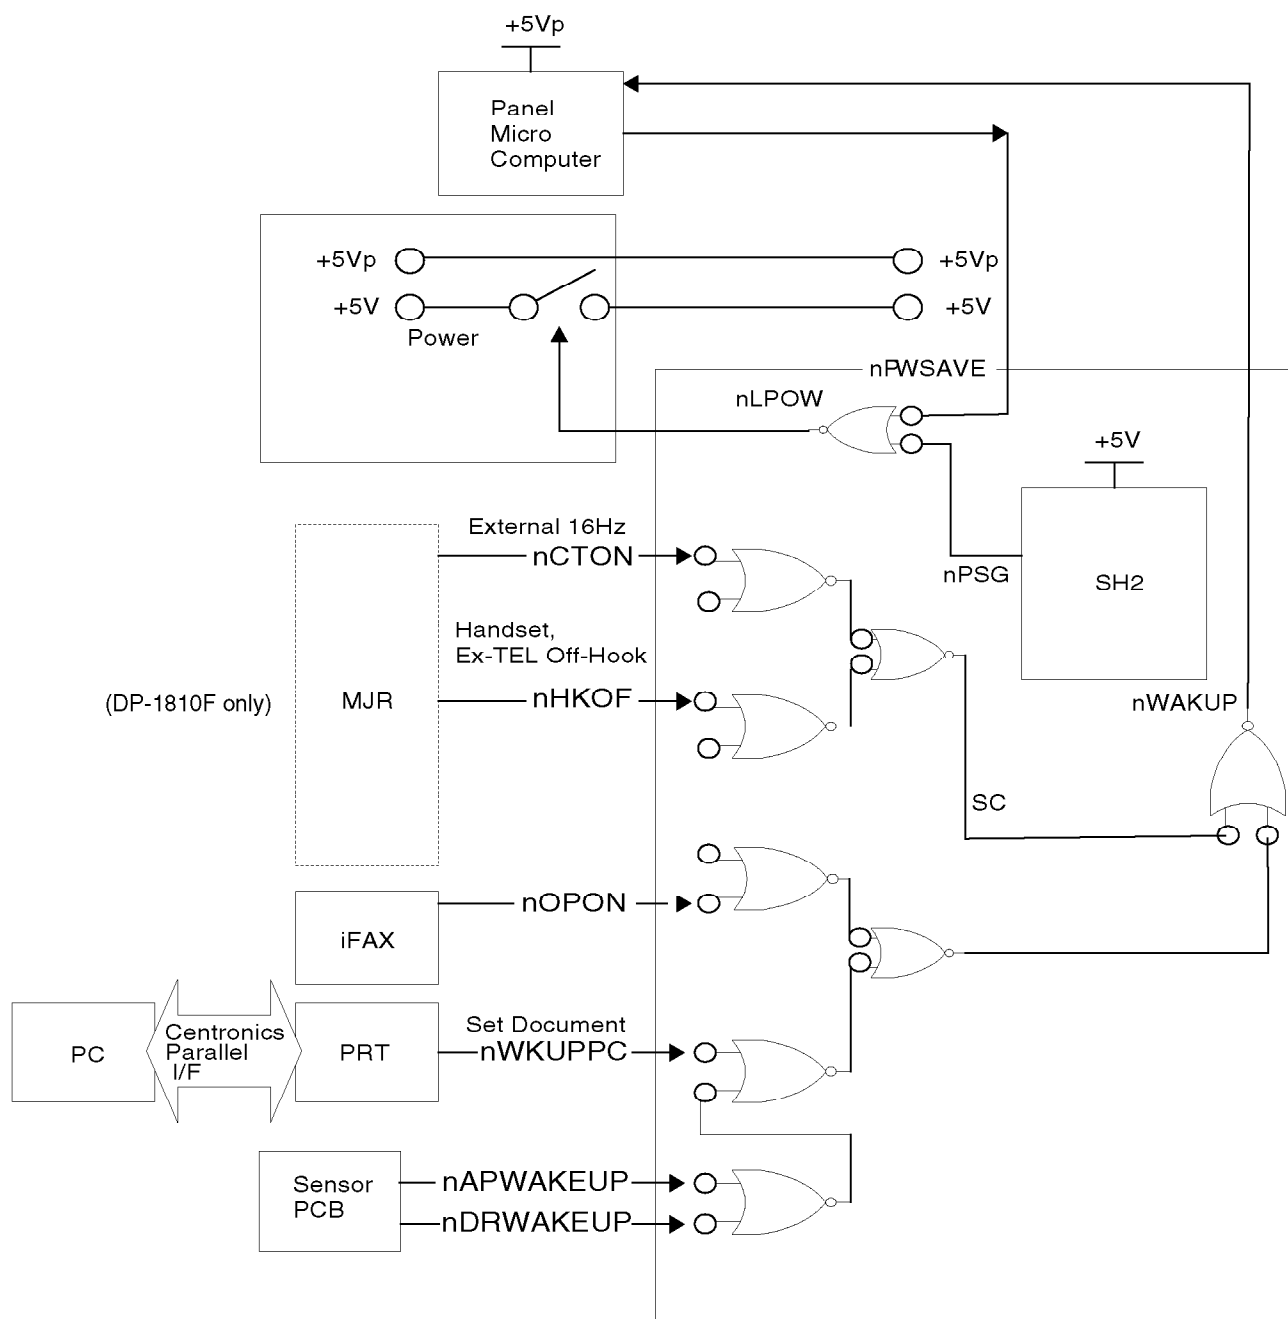 +5Vp
Panel
Micro
Computer
+5Vp
+5Vp
+5V
+5V
Power
nPWSAVE
nLPOW
+5V
External 16Hz
nCTON
nPSG
SH2
Handset,
Ex-TEL Off-Hook
(DP-1810F only)
MJR
nHKOF
nWAKUP
SC
nOPON
iFAX
Set Document
PC
Centronics
Parallel
I/F
PRT
nWKUPPC
Sensor
PCB
nAPWAKEUP
nDRWAKEUP